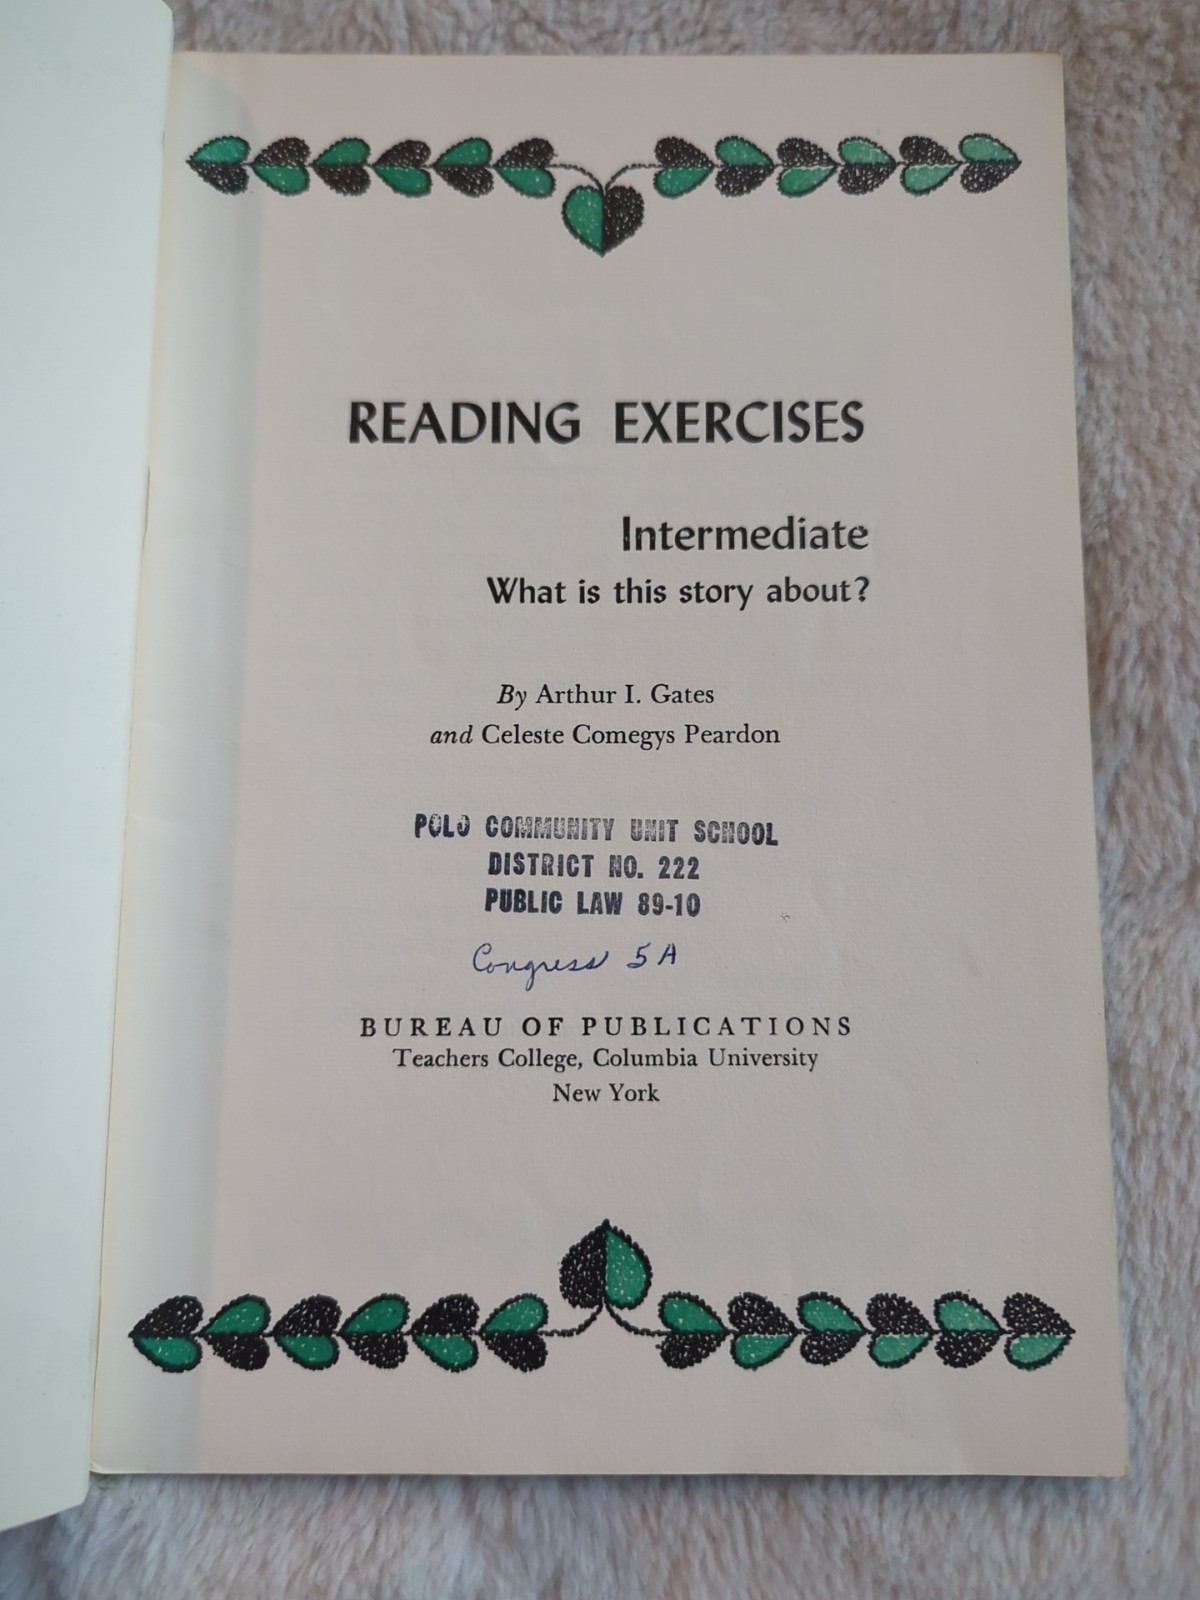 READING EXERCISES
Intermediate
What is this story about?
By Arthur I. Gates
and Celeste Comegys Peardon
POLO COMMUNITY UNIT SCHOOL
DISTRICT NO. 222
PUBLIC LAW 89-10
Congress 5A
BUREAU OF PUBLICATIONS
Teachers College, Columbia University
New York